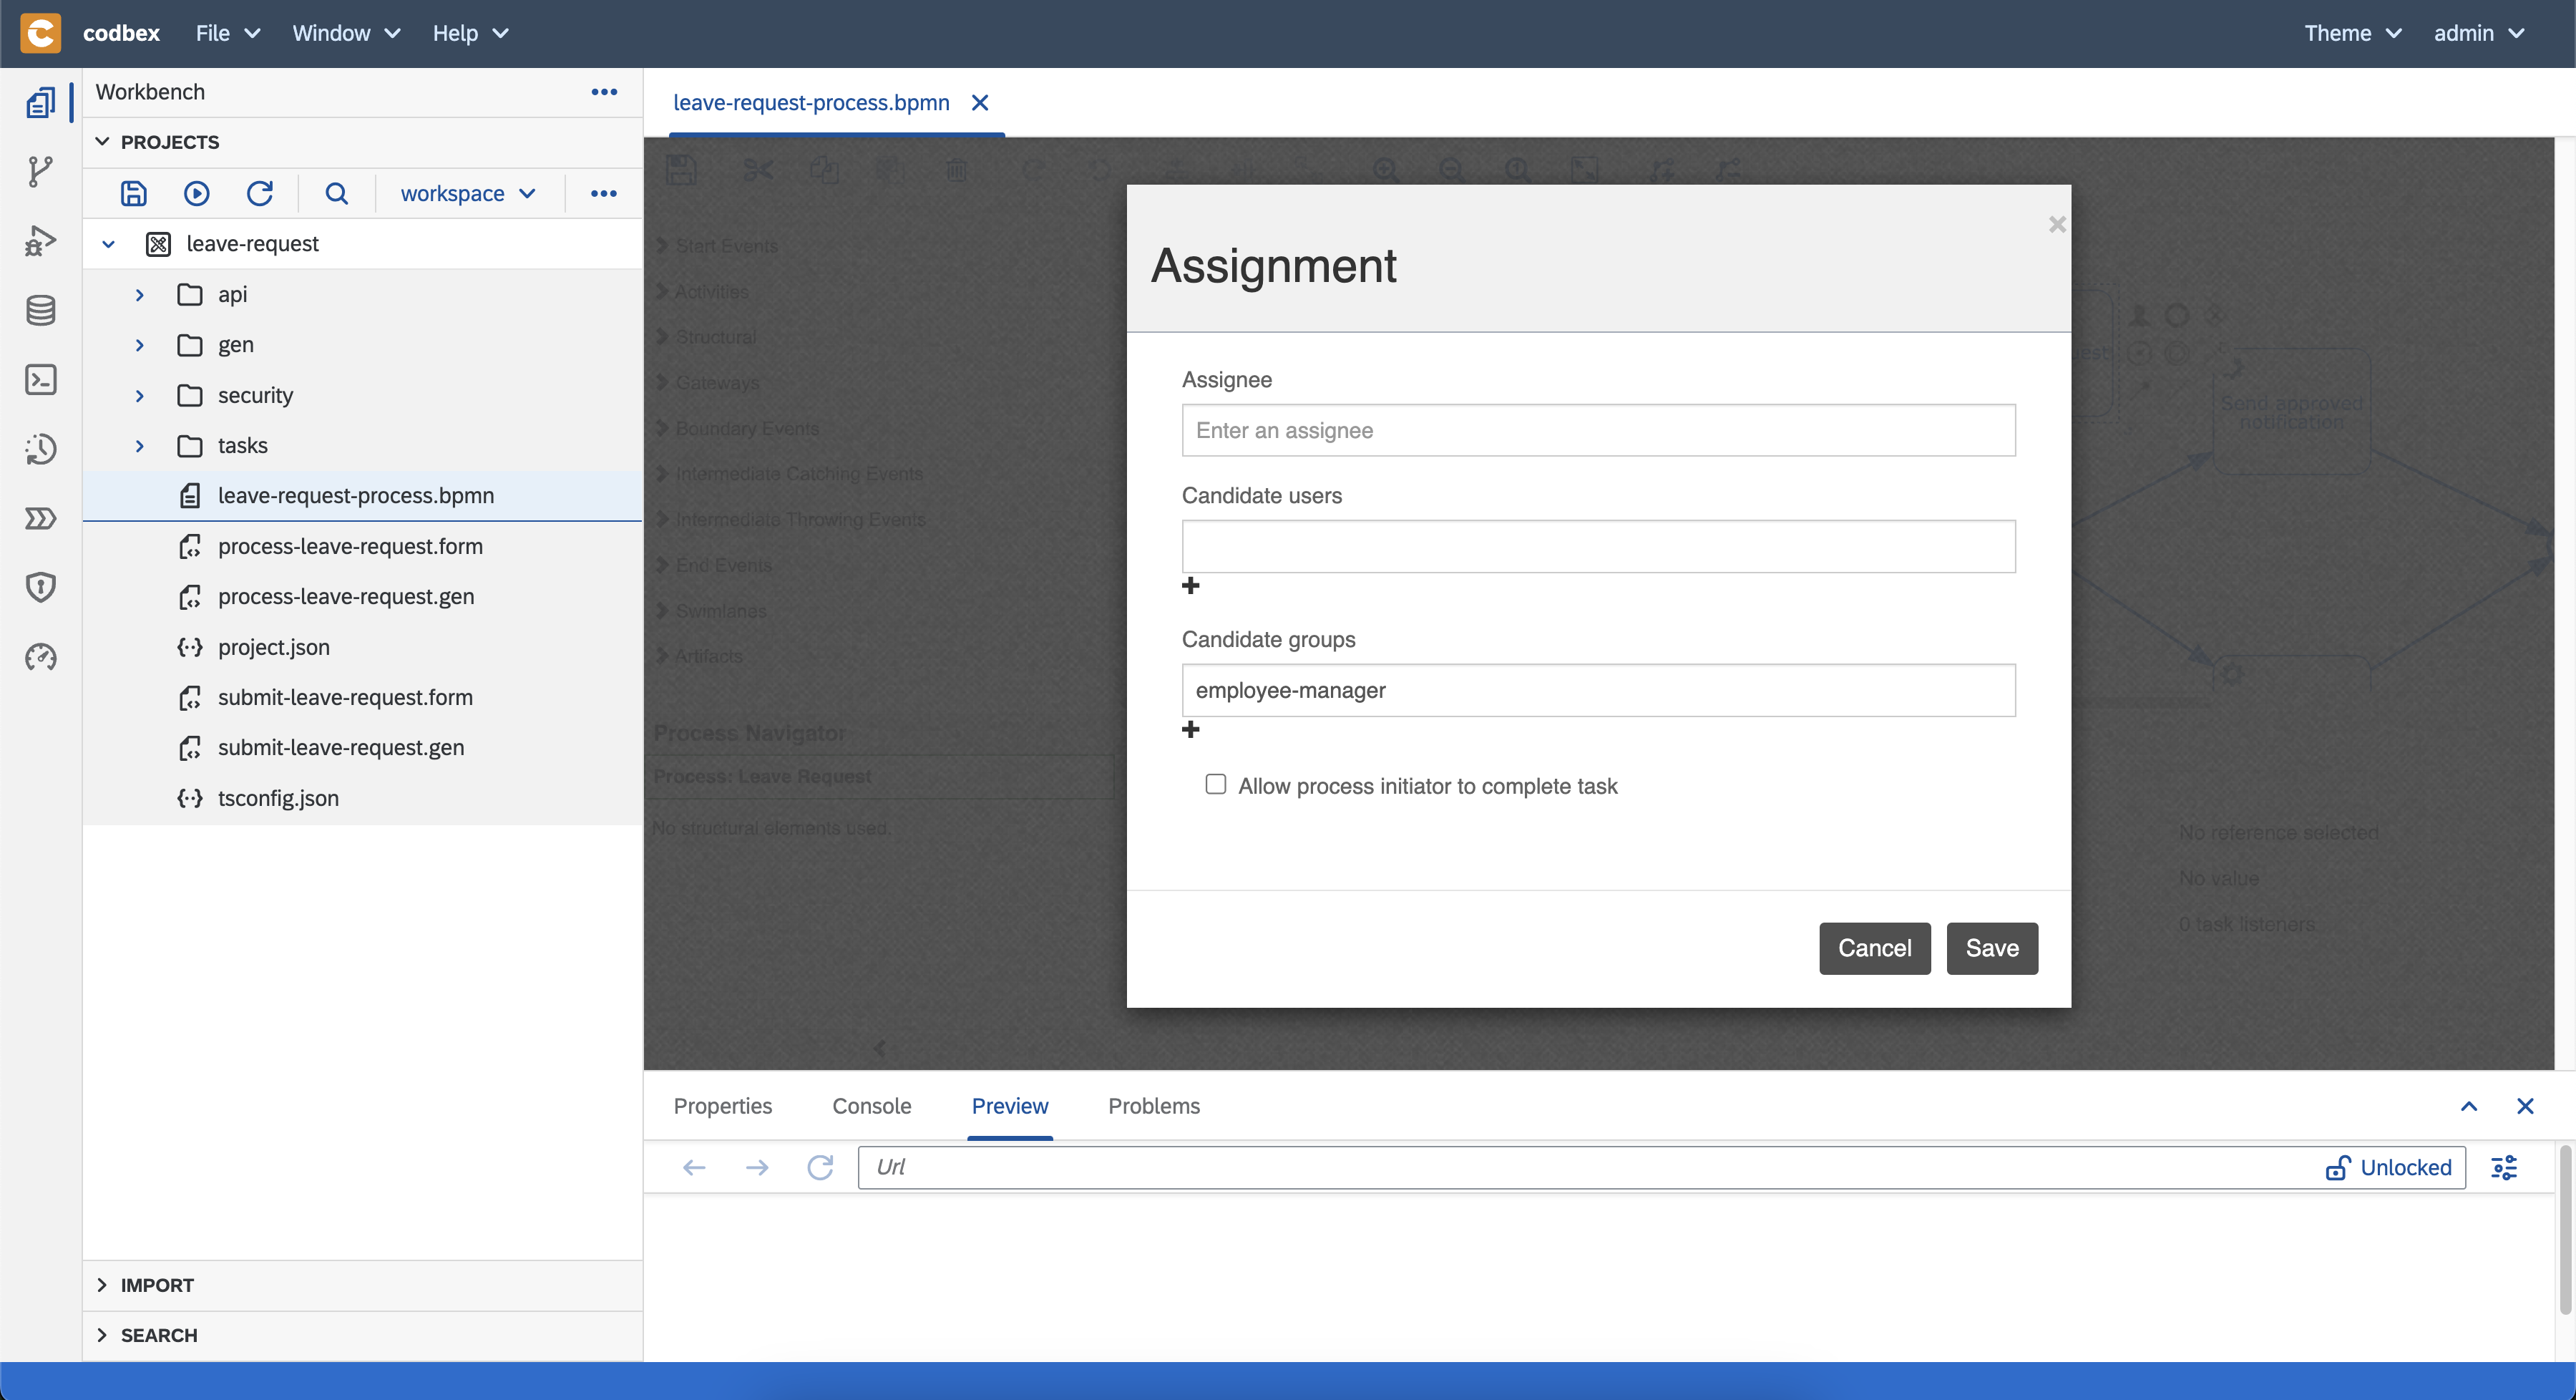 codbex File Window Help Theme admin
Workbench
PROJECTS
workspace
leave-request
api
gen
security
tasks
leave-request-process.bpmn
process-leave-request.form
process-leave-request.gen
project.json
submit-leave-request.form
submit-leave-request.gen
tsconfig.json
IMPORT
SEARCH
leave-request-process.bpmn
Start Events
Activities
Structural
Gateways
Boundary Events
Intermediate Catching Events
Intermediate Throwing Events
End Events
Swimlanes
Artifacts
Process Navigator
Process: Leave Request
No structural elements used.
Assignment
Assignee
Enter an assignee
Candidate users
Candidate groups
employee-manager
Allow process initiator to complete task
Cancel Save
Send approved
notification
No reference selected
No value
0 task listeners
Properties Console Preview Problems
Url Unlocked